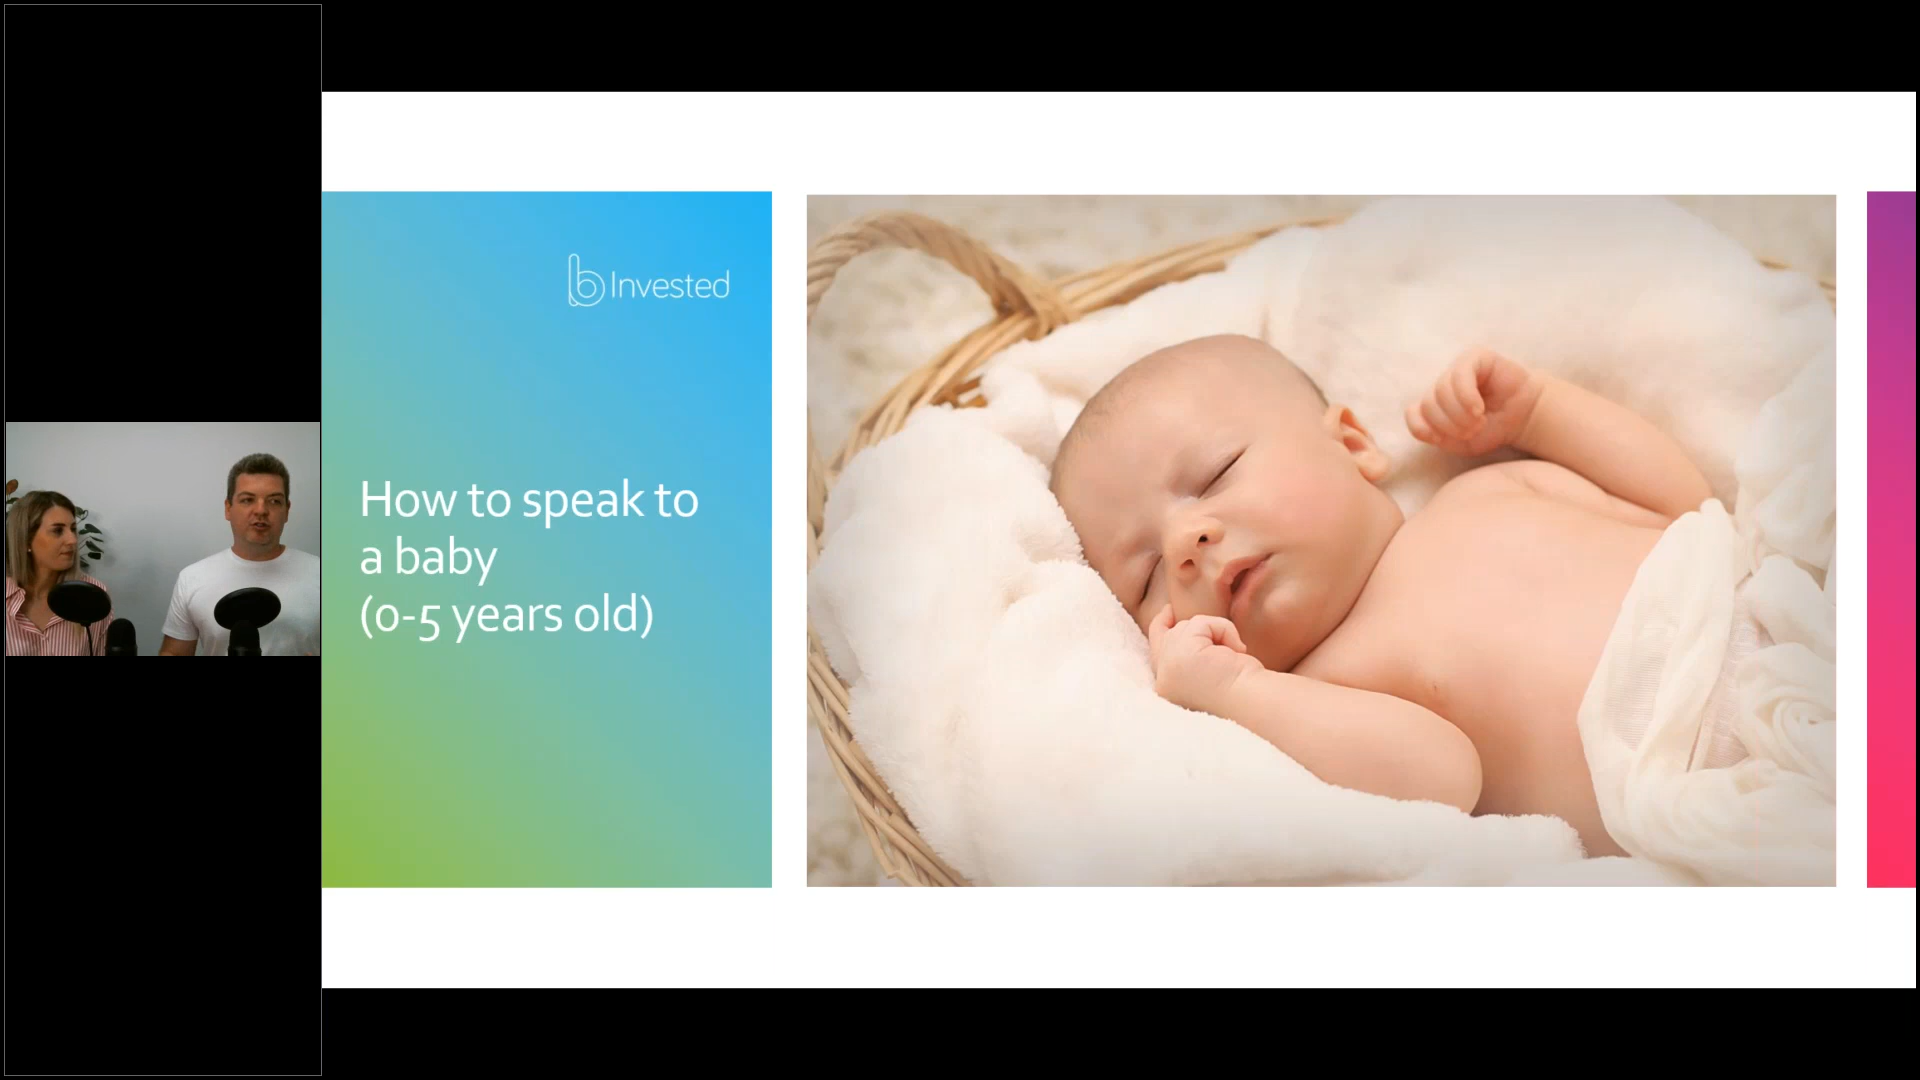 b Invested
How to speak to
a baby
(0-5 years old)